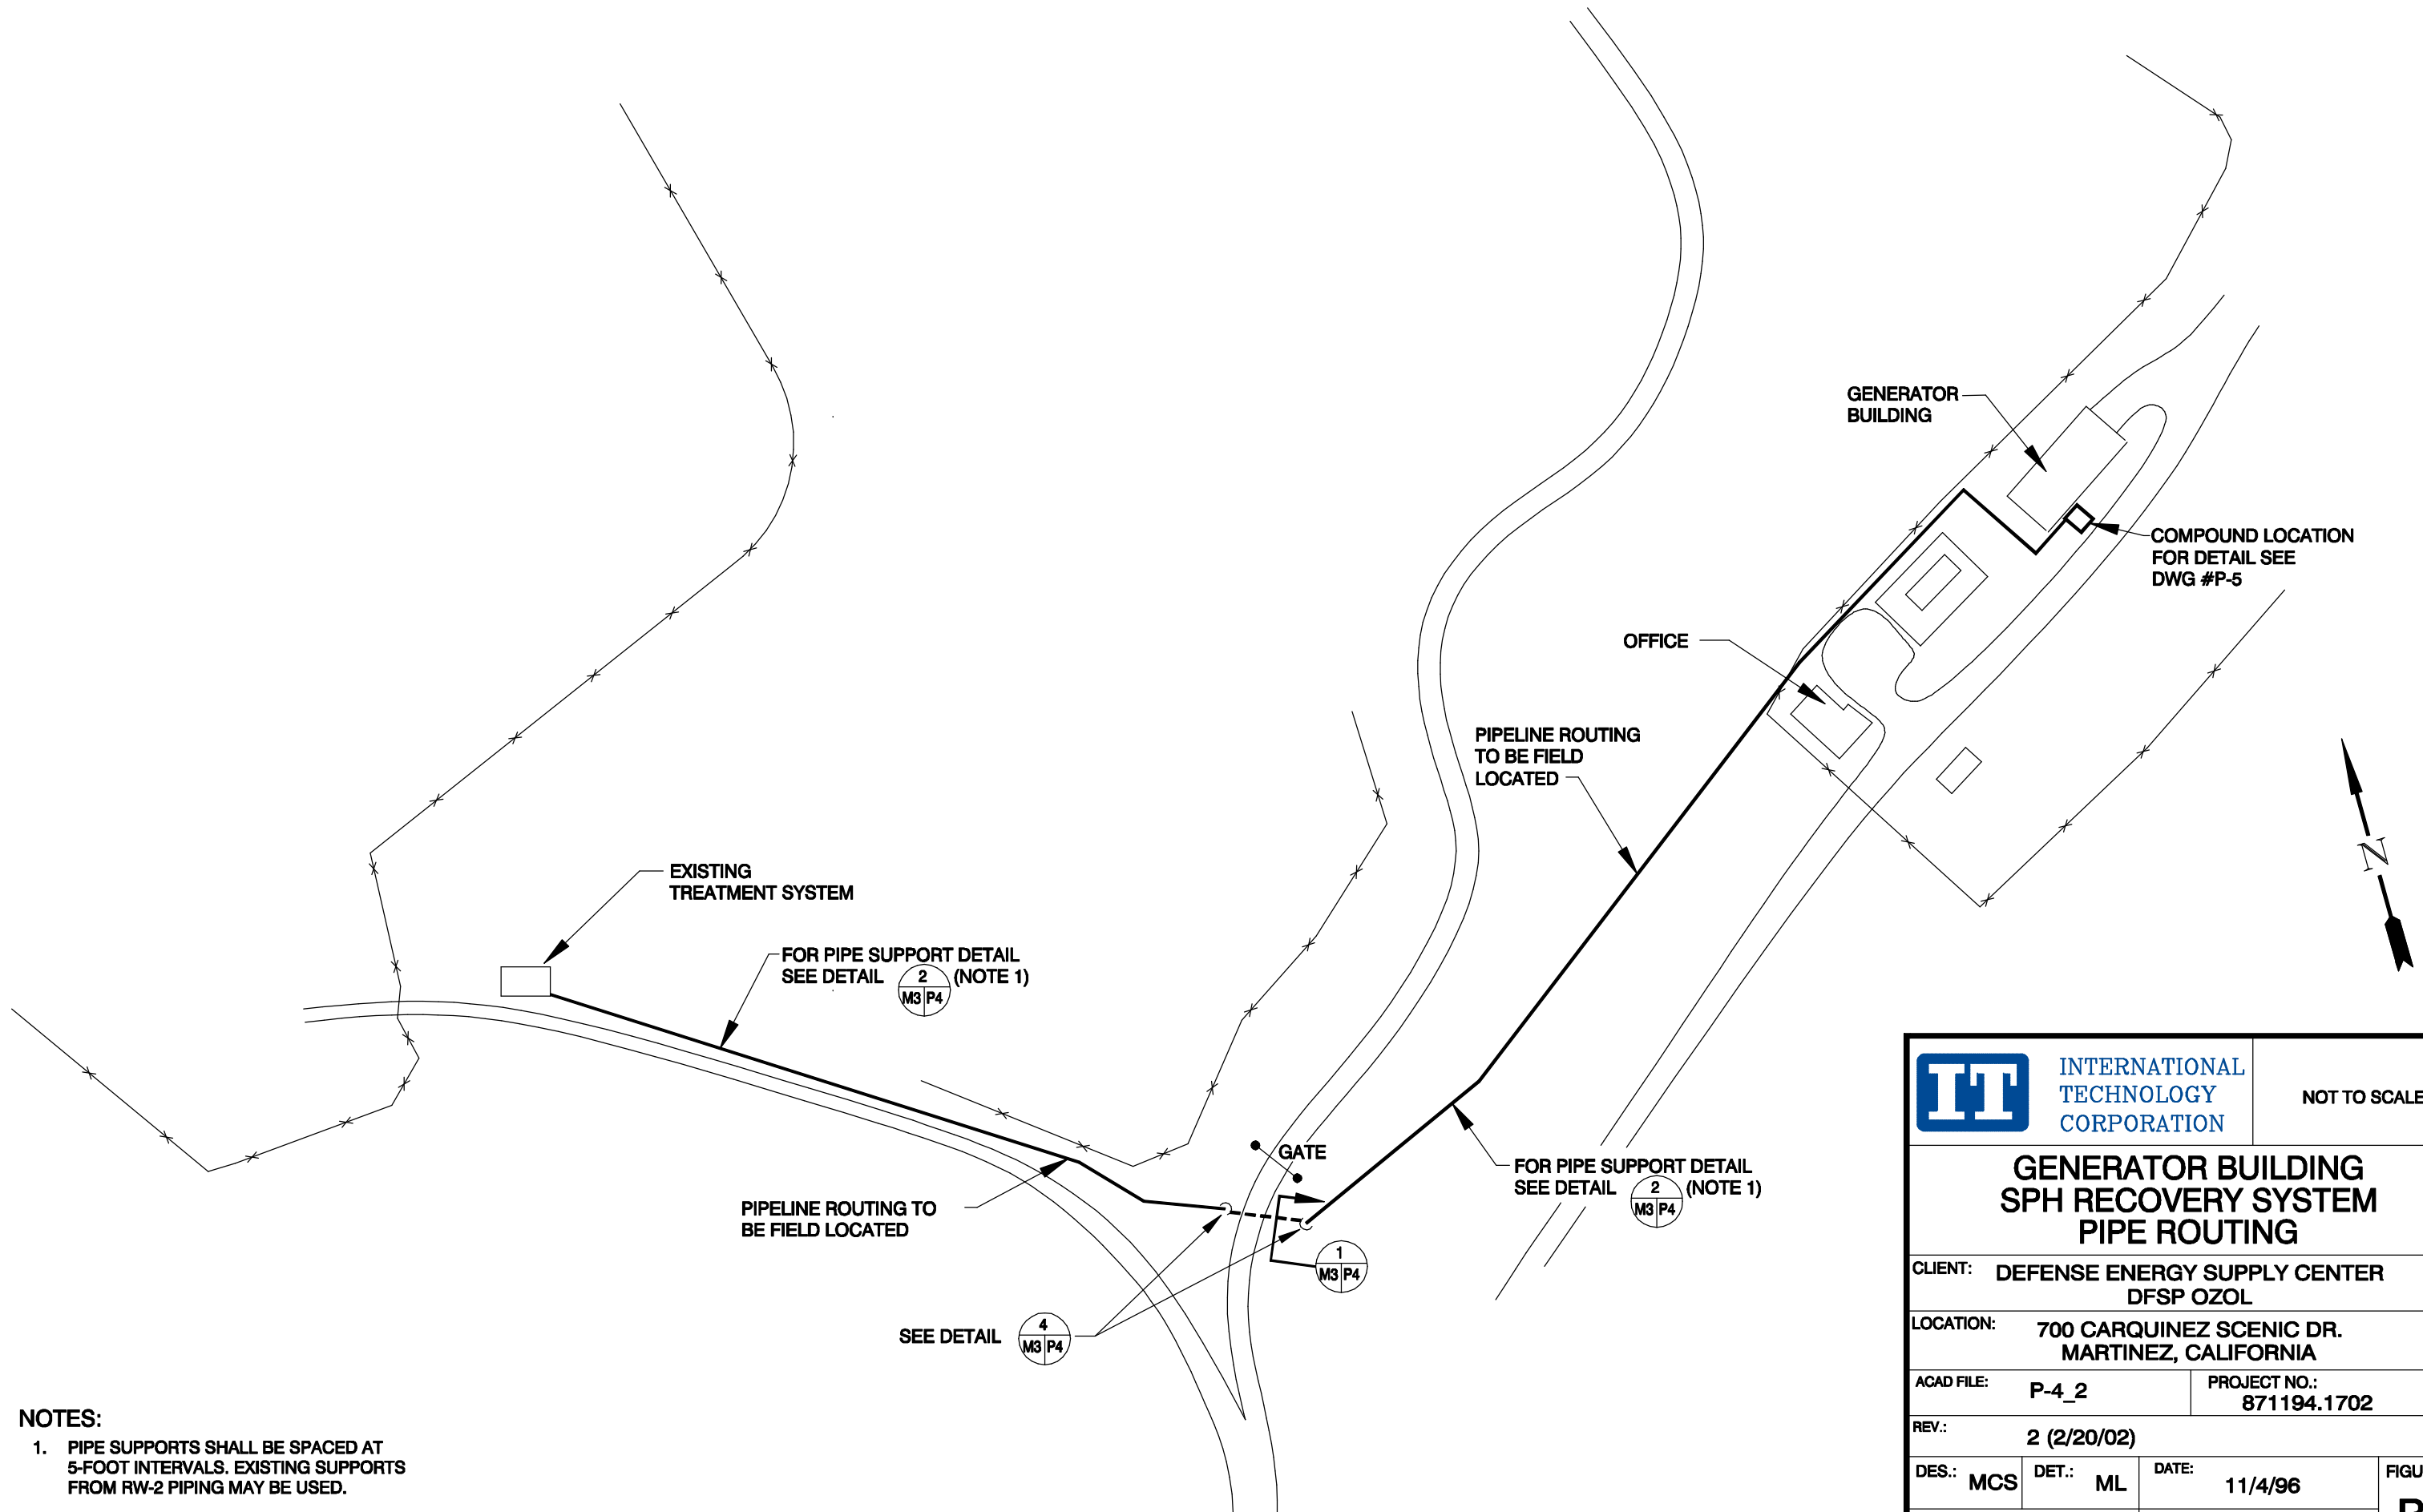 GENERATOR
BUILDING
COMPOUND LOCATION
FOR DETAIL SEE
DWG #P-5
OFFICE
PIPELINE ROUTING
TO BE FIELD
LOCATED
N
EXISTING
TREATMENT SYSTEM
FOR PIPE SUPPORT DETAIL
SEE DETAIL 2 M3 P4 (NOTE 1)
GATE
FOR PIPE SUPPORT DETAIL
SEE DETAIL 2 M3 P4 (NOTE 1)
PIPELINE ROUTING TO
BE FIELD LOCATED
1
M3 P4
SEE DETAIL 4 M3 P4
NOTES:
1. PIPE SUPPORTS SHALL BE SPACED AT
5-FOOT INTERVALS. EXISTING SUPPORTS
FROM RW-2 PIPING MAY BE USED.
IT
INTERNATIONAL
TECHNOLOGY
CORPORATION
NOT TO SCALE
GENERATOR BUILDING
SPH RECOVERY SYSTEM
PIPE ROUTING
CLIENT: DEFENSE ENERGY SUPPLY CENTER
DFSP OZOL
LOCATION: 700 CARQUINEZ SCENIC DR.
MARTINEZ, CALIFORNIA
ACAD FILE: P-4_2
PROJECT NO.:
871194.1702
REV.: 2 (2/20/02)
DES.: MCS DET.: ML DATE: 11/4/96